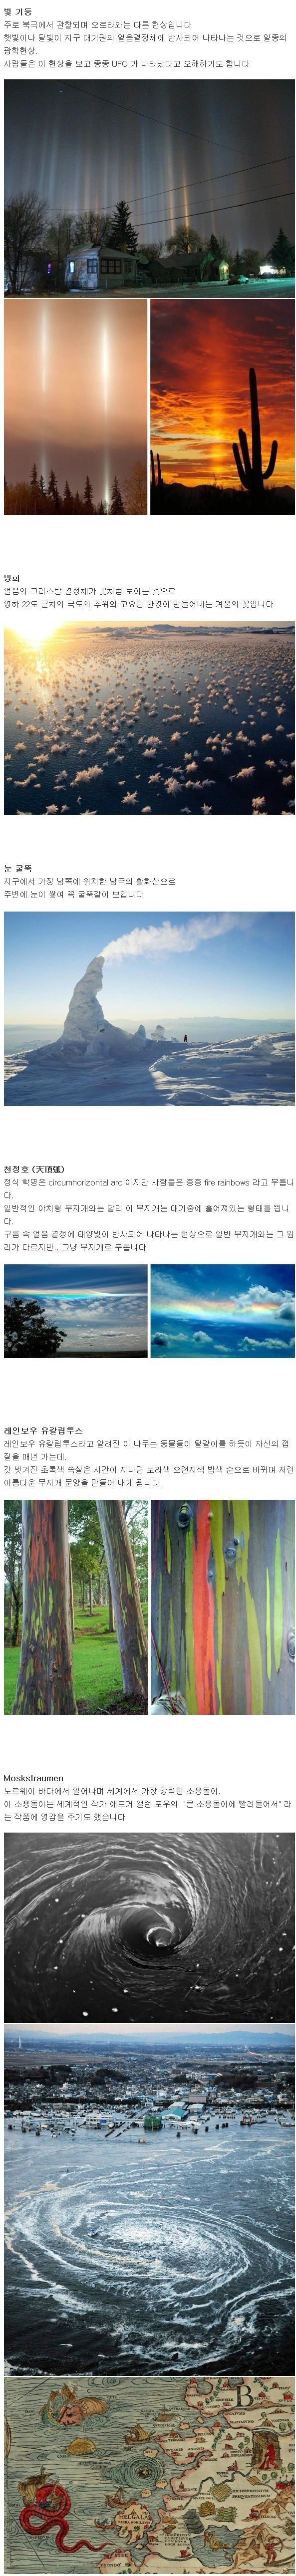 빛 기둥
주로 북극에서 관찰되며 오로라와는 다른 현상입니다
햇빛이나 달빛이 지구 대기권의 얼음결정체에 반사되어 나타나는 것으로 일종의
광학현상.
사람들은 이 현상을 보고 종종 UFO 가 나타났다고 오해하기도 합니다
빙화
얼음의 크리스탈 결정체가 꽃처럼 보이는 것으로
영하 22도 근처의 극도의 추위와 고요한 환경이 만들어내는 겨울의 꽃입니다
눈 굴뚝
지구에서 가장 남쪽에 위치한 남극의 활화산으로
주변에 눈이 쌓여 꼭 굴뚝같이 보입니다
천정호 (天頂弧)
정식 학명은 circumhorizontal arc 이지만 사람들은 종종 fire rainbows 라고 부릅니
다.
일반적인 아치형 무지개와는 달리 이 무지개는 대기중에 흩어져있는 형태를 띕니
다.
구름 속 얼음 결정에 태양빛이 반사되어 나타나는 현상으로 일반 무지개와는 그 원
리가 다르지만.. 그냥 무지개로 부릅니다
레인보우 유칼립투스
레인보우 유칼립투스라고 알려진 이 나무는 동물들이 털갈이를 하듯이 자신의 껍
질을 매년 가는데,
갓 벗겨진 초록색 속살은 시간이 지나면 보라색 오렌지색 밤색 순으로 바뀌며 저런
아름다운 무지개 문양을 만들어 내게 됩니다.
Moskstraumen
노르웨이 바다에서 일어나며 세계에서 가장 강력한 소용돌이.
이 소용돌이는 세계적인 작가 애드거 앨런 포우의 "큰 소용돌이에 빨려들어서" 라
는 작품에 영감을 주기도 했습니다
B